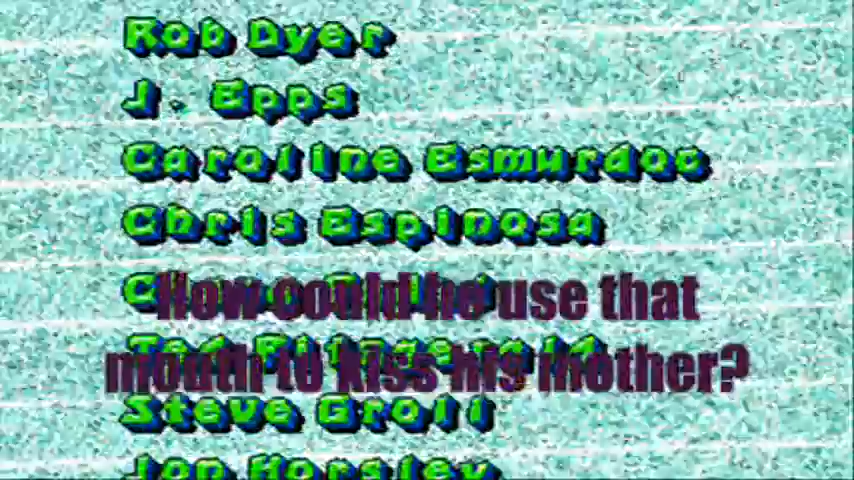 Rob Dyer
J. Epps
Caroline Esmurdoc
Chris Espinosa
How could he use that
mouth to kiss his mother?
Steve Groll
Jon Horsley